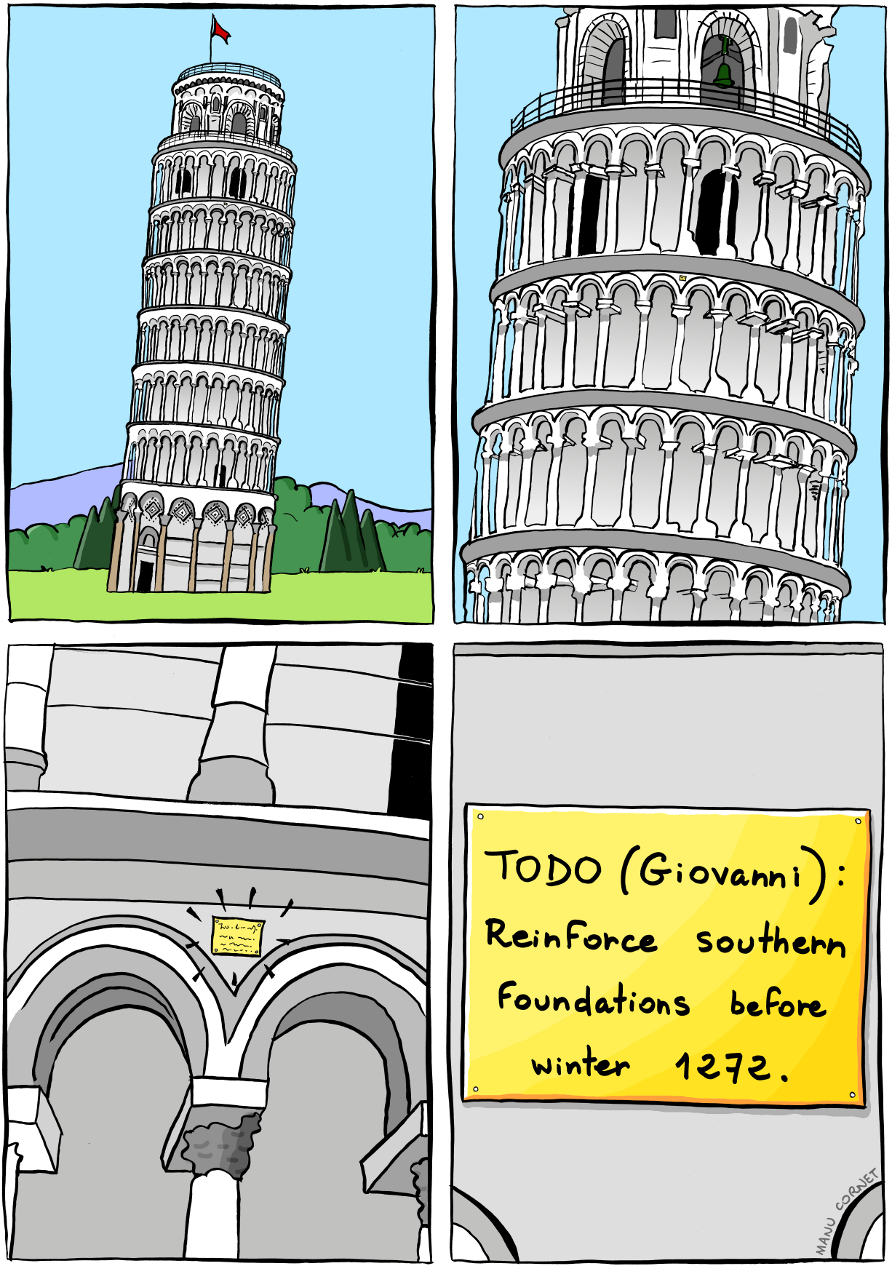 TODO (Giovanni):
Reinforce southern
foundations before
winter 1272.
MANU CORNET